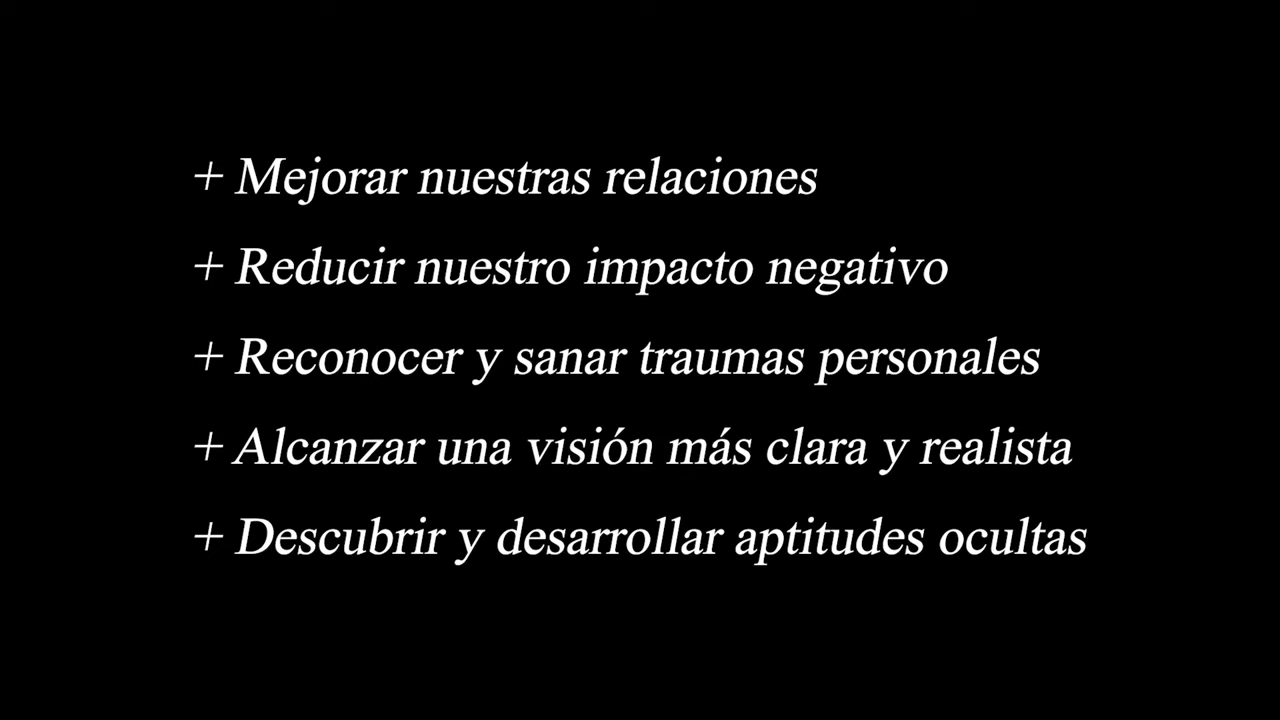 + Mejorar nuestras relaciones
+ Reducir nuestro impacto negativo
+ Reconocer y sanar traumas personales
+ Alcanzar una visión más clara y realista
+ Descubrir y desarrollar aptitudes ocultas